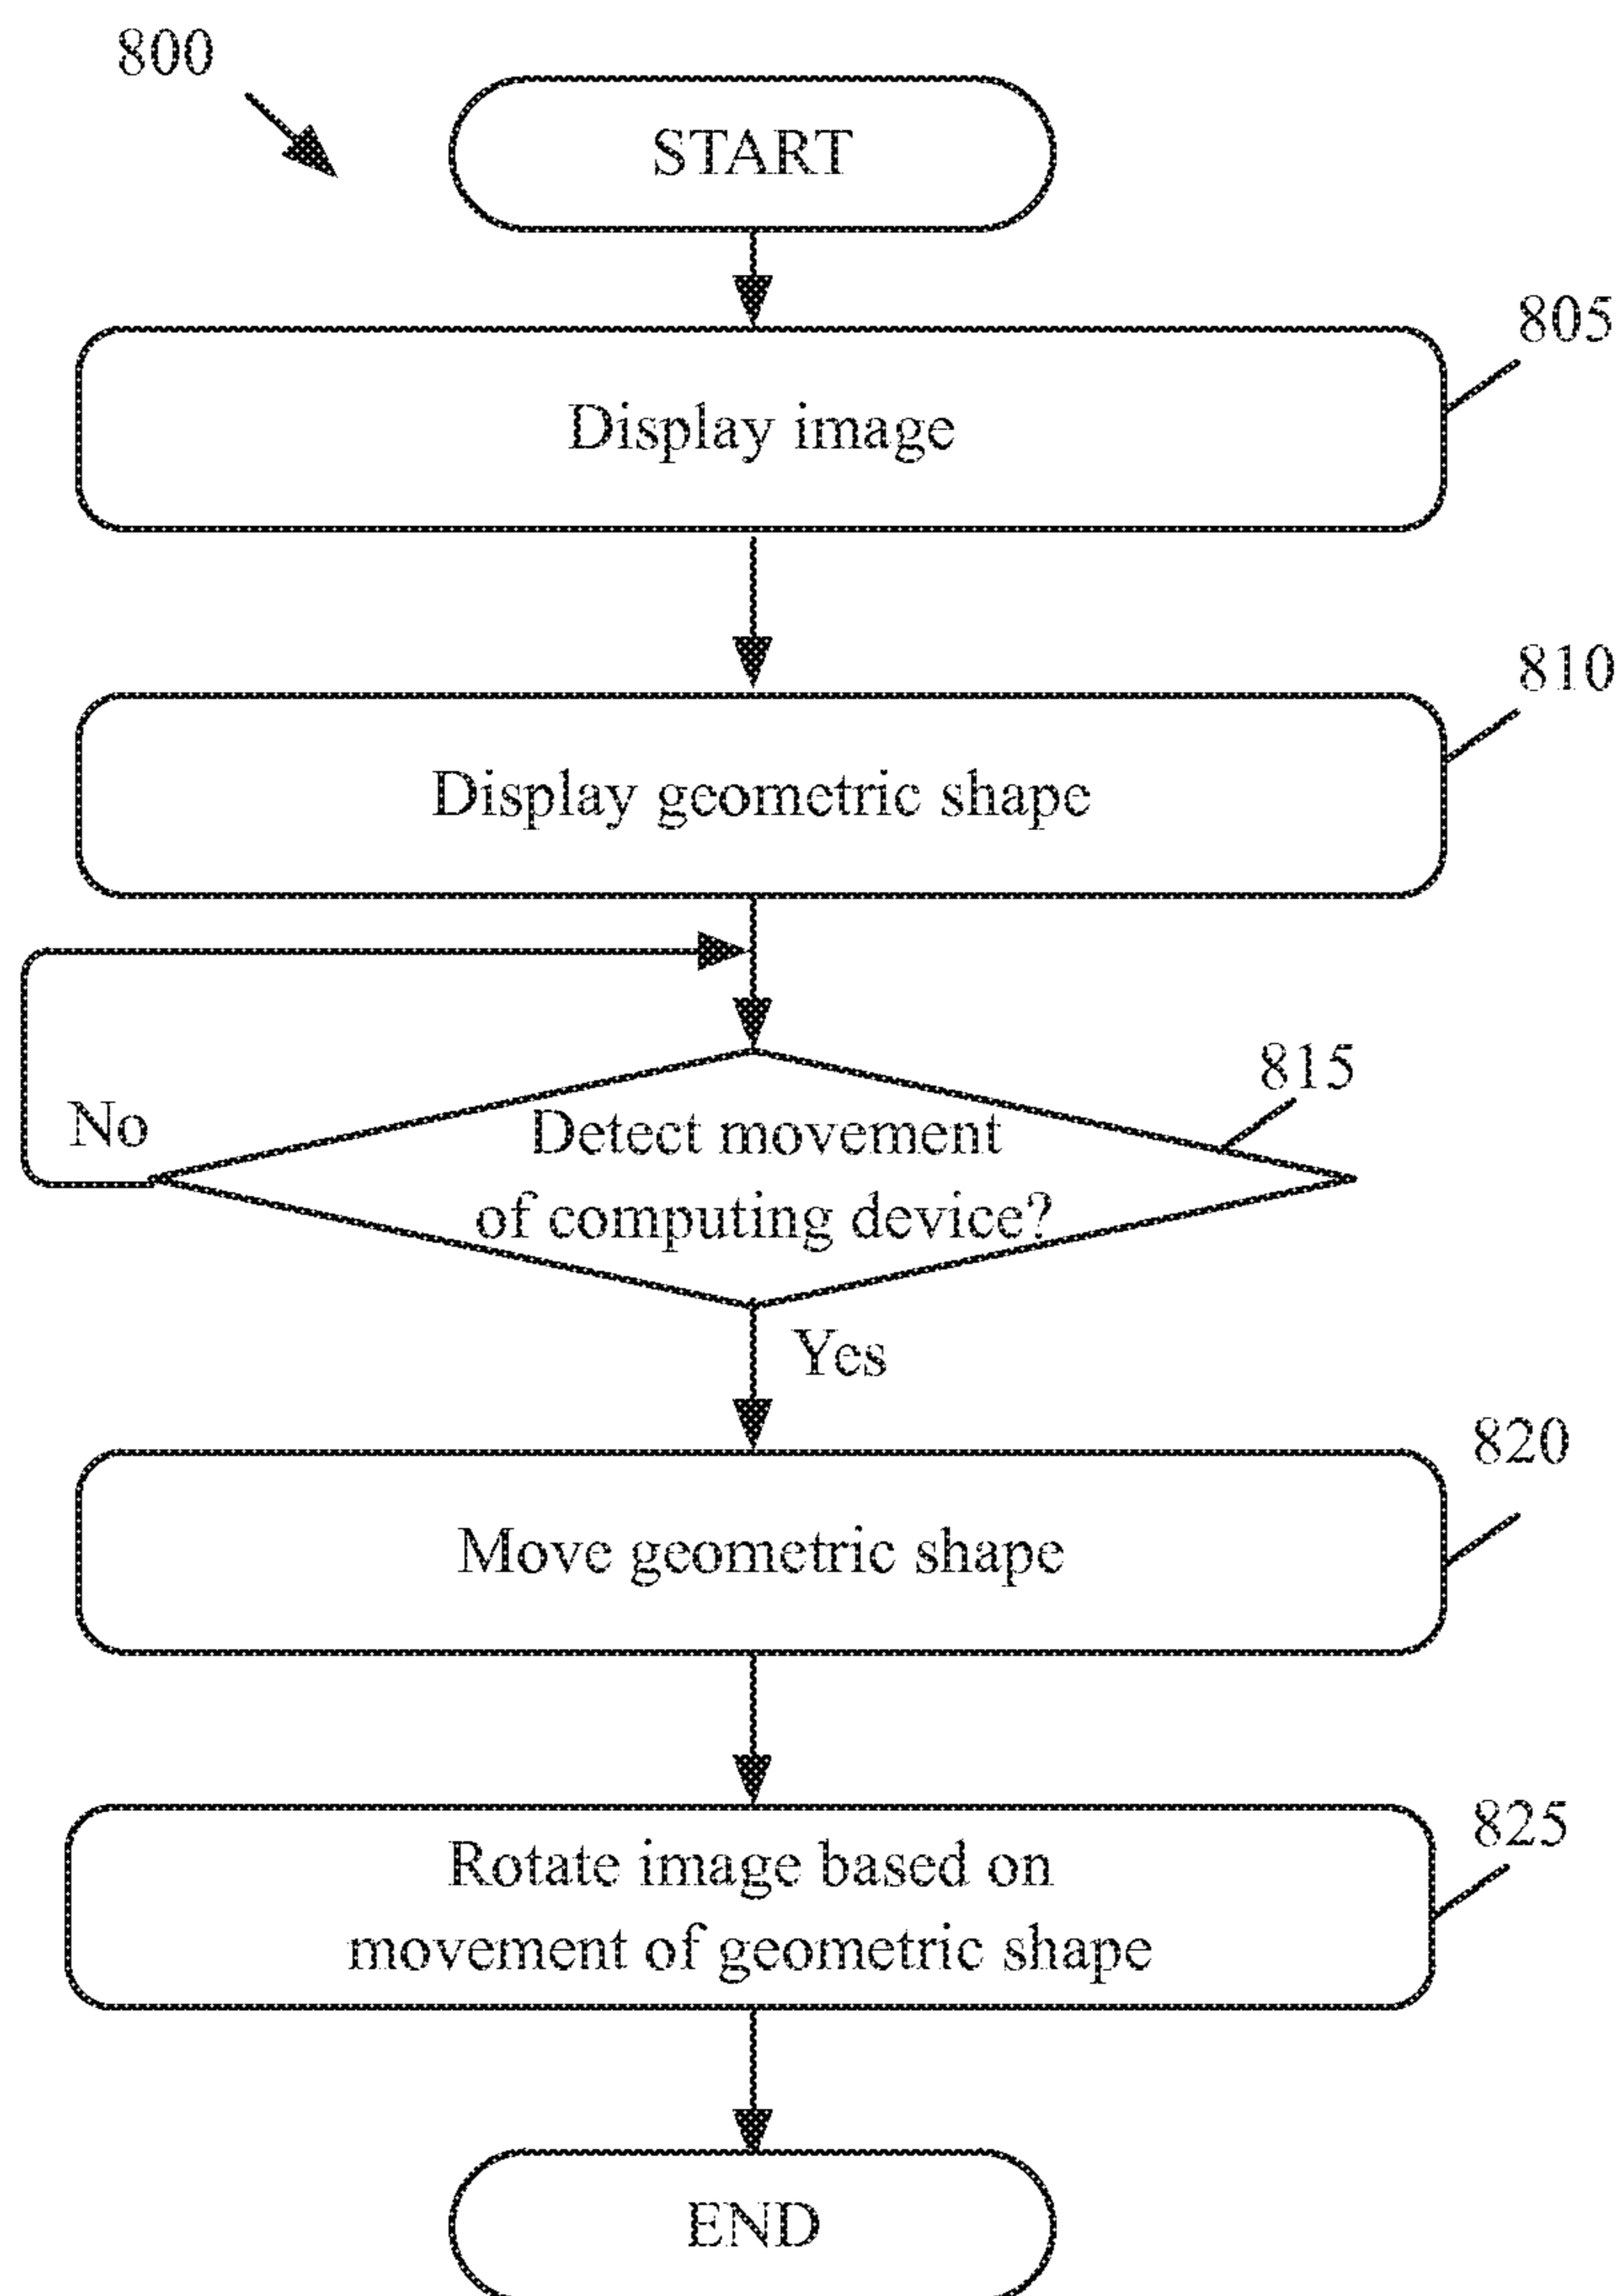 800
START
805
Display image
810
Display geometric shape
815
No
Detect movement
of computing device?
Yes
820
Move geometric shape
825
Rotate image based on
movement of geometric shape
END